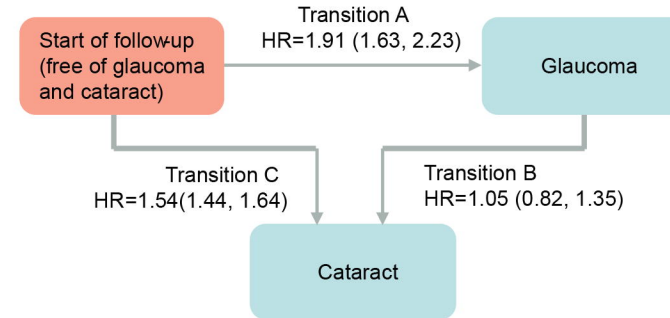 Transition A
HR=1.91 (1.63, 2.23)
Start of follow-up
(free of glaucoma
and cataract)
Glaucoma
Transition C
HR=1.54(1.44, 1.64)
Transition B
HR=1.05 (0.82, 1.35)
Cataract